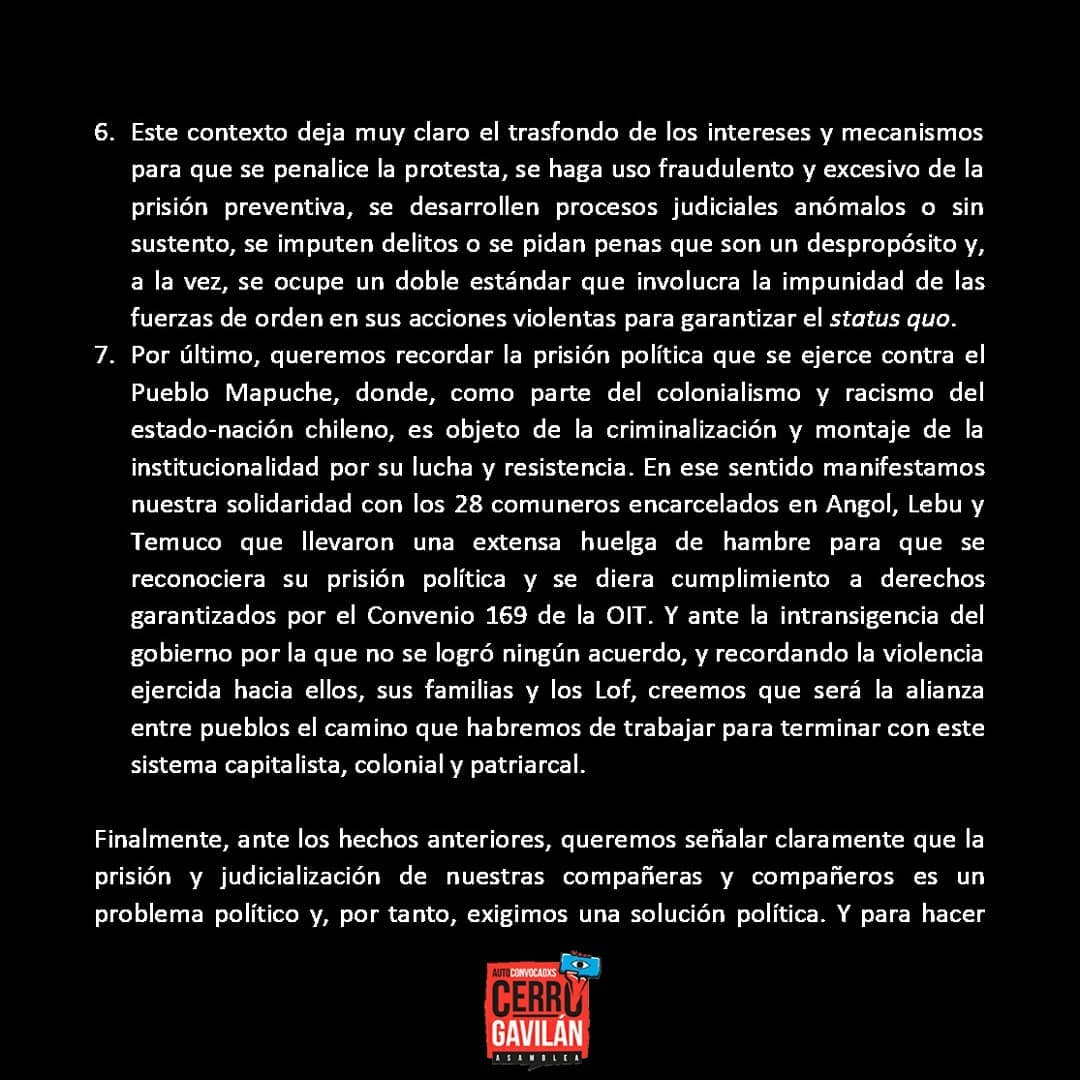 6. Este contexto deja muy claro el trasfondo de los intereses y mecanismos
para que se penalice la protesta, se haga uso fraudulento y excesivo de la
prisión preventiva, se desarrollen procesos judiciales anómalos o sin
sustento, se imputen delitos o se pidan penas que son un despropósito y,
a la vez, se ocupe un doble estándar que involucra la impunidad de las
fuerzas de orden en sus acciones violentas para garantizar el status quo.
7. Por último, queremos recordar la prisión política que se ejerce contra el
Pueblo Mapuche, donde, como parte del colonialismo y racismo del
estado-nación chileno, es objeto de la criminalización y montaje de la
institucionalidad por su lucha y resistencia. En ese sentido manifestamos
nuestra solidaridad con los 28 comuneros encarcelados en Angol, Lebu y
Temuco que llevaron una extensa huelga de hambre para que se
reconociera su prisión política y se diera cumplimiento a derechos
garantizados por el Convenio 169 de la OIT. Y ante la intransigencia del
gobierno por la que no se logró ningún acuerdo, y recordando la violencia
ejercida hacia ellos, sus familias y los Lof, creemos que será la alianza
entre pueblos el camino que habremos de trabajar para terminar con este
sistema capitalista, colonial y patriarcal.
Finalmente, ante los hechos anteriores, queremos señalar claramente que la
prisión y judicialización de nuestras compañeras y compañeros es un
problema político y, por tanto, exigimos una solución política. Y para hacer
AUTOCONVOCADXS
CERRO
GAVILÁN
ASAMBLEA